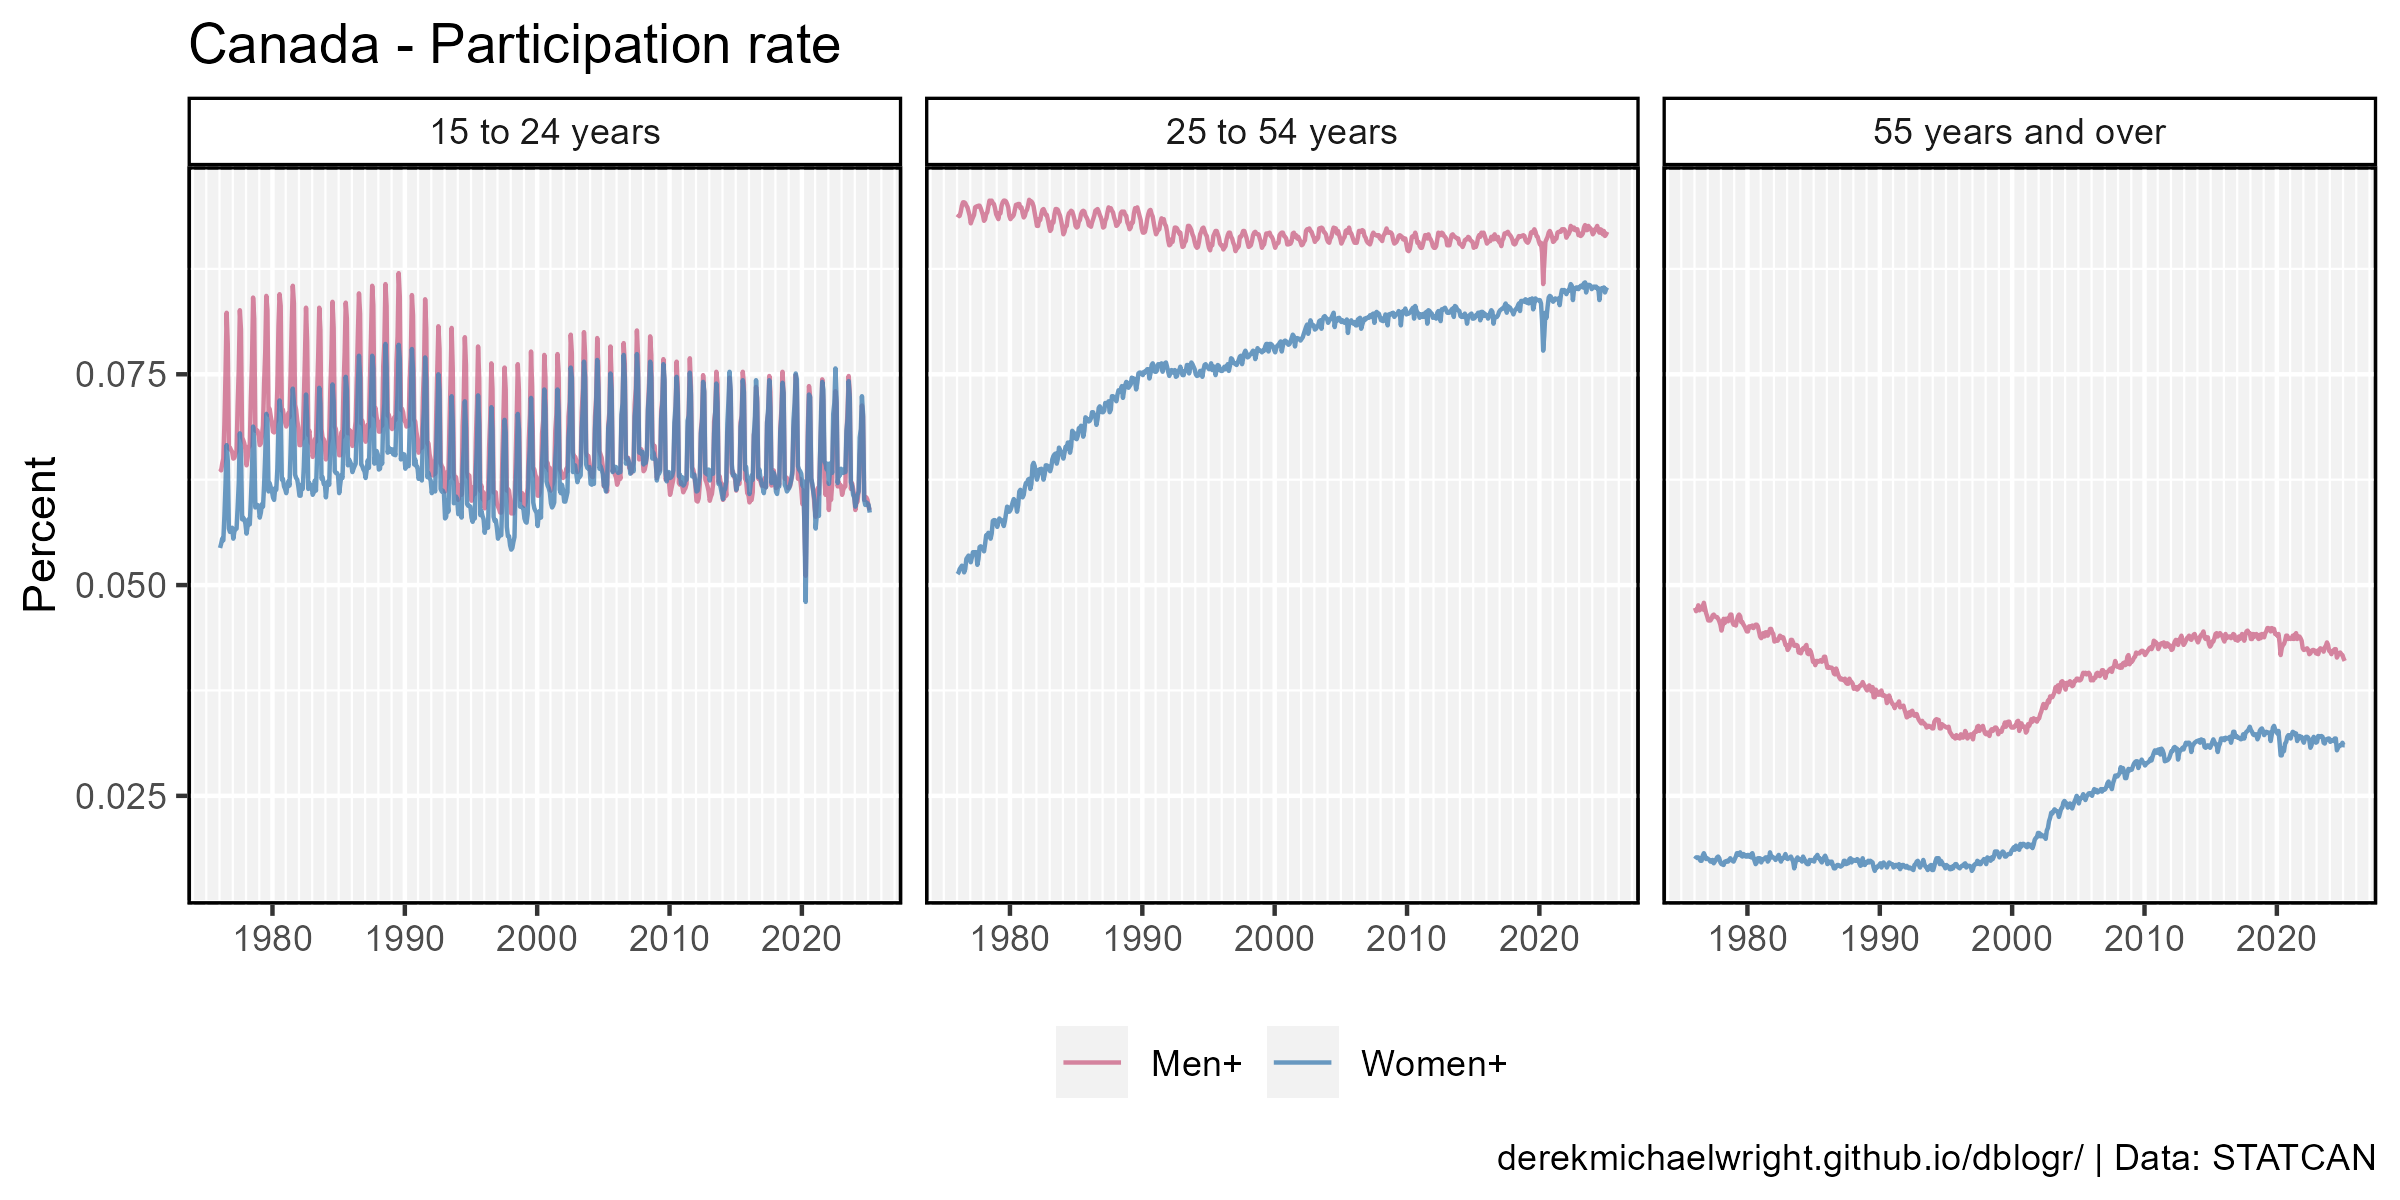 Canada - Participation rate
15 to 24 years
25 to 54 years
55 years and over
Percent
0.075
0.050
0.025
1980 1990 2000 2010 2020
1980 1990 2000 2010 2020
1980 1990 2000 2010 2020
Men+ Women+
derekmichaelwright.github.io/dblogr/ | Data: STATCAN